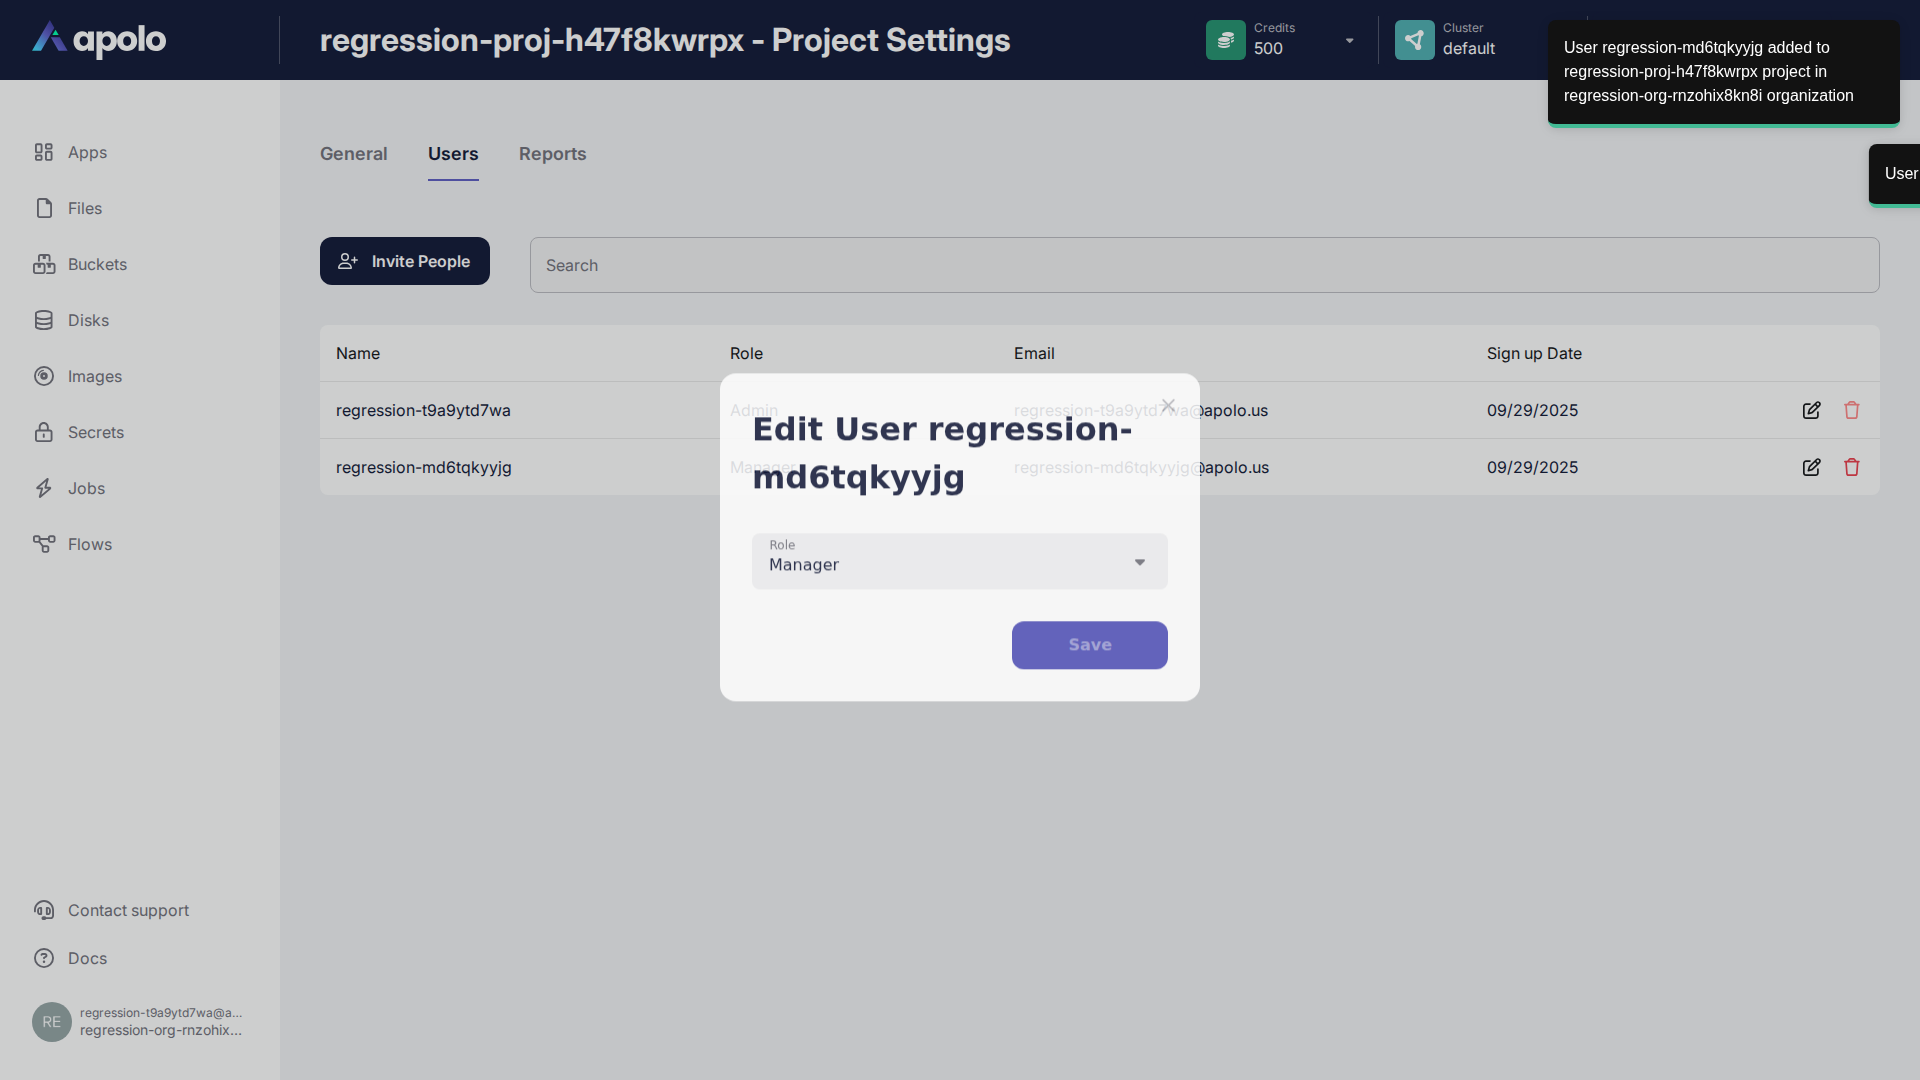 apolo
regression-proj-h47f8kwrpx - Project Settings
Credits
500
Cluster
default
User regression-md6tqkyyjg added to
regression-proj-h47f8kwrpx project in
regression-org-rnzohix8kn8i organization
User
Apps
Files
Buckets
Disks
Images
Secrets
Jobs
Flows
General
Users
Reports
Invite People
Search
Name
Role
Email
Sign up Date
regression-t9a9ytd7wa
Admin
regression-t9a9ytd7wa@apolo.us
09/29/2025
regression-md6tqkyyjg
Manager
regression-md6tqkyyjg@apolo.us
09/29/2025
Edit User regression-
md6tqkyyjg
Role
Manager
Save
Contact support
Docs
RE
regression-t9a9ytd7wa@a...
regression-org-rnzohix...